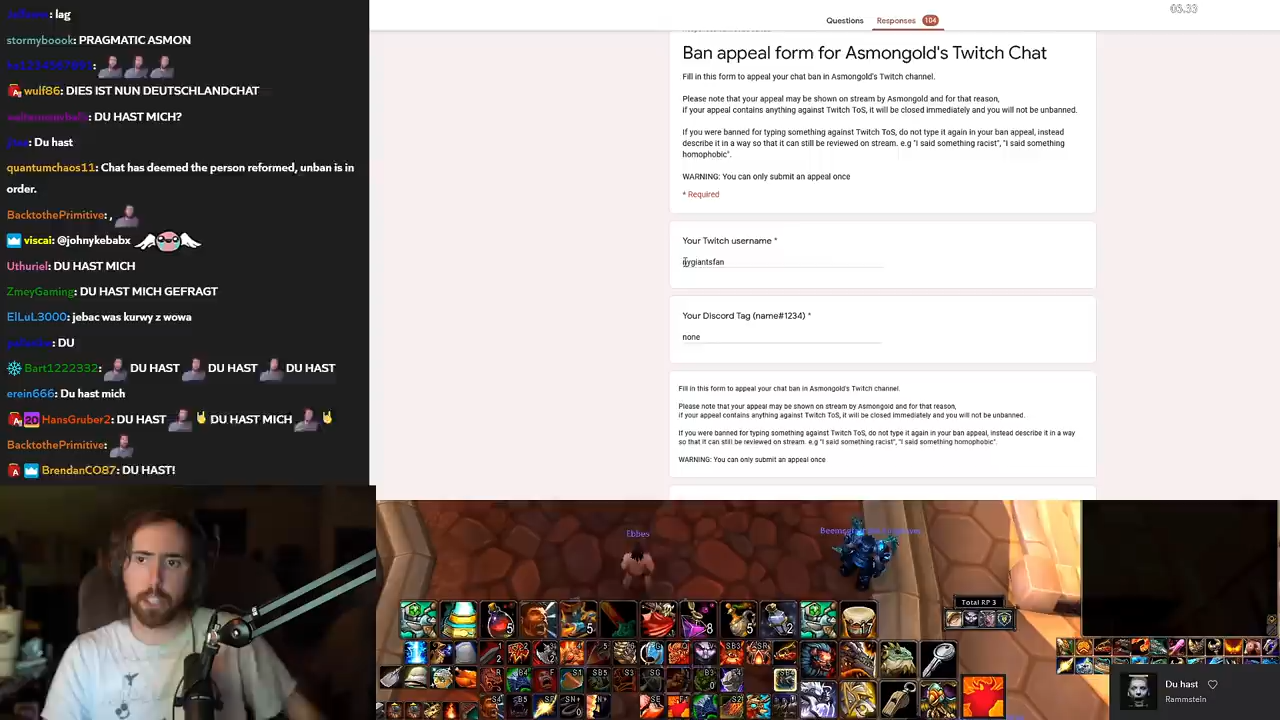 lag
stormyboook: PRAGMATIC ASMON
wulf86: DIES IST NUN DEUTSCHLANDCHAT
DU HAST MICH?
Du hast
quantumchaos11: Chat has deemed the person reformed, unban is in
order.
BacktothePrimitive: ,
viscai: @johnykebabx
Uthuriel: DU HAST MICH
ZmeyGaming: DU HAST MICH GEFRAGT
ElLuL3000: jebac was kurwy z wowa
DU
Bart1222332: DU HAST DU HAST DU HAST
erein666: Du hast mich
20 HansGruber2: DU HAST DU HAST MICH
BacktothePrimitive:
BrendanC087: DU HAST!
05:33
Questions
Responses 104
Ban appeal form for Asmongold's Twitch Chat
Fill in this form to appeal your chat ban in Asmongold's Twitch channel.
Please note that your appeal may be shown on stream by Asmongold and for that reason,
if your appeal contains anything against Twitch ToS, it will be closed immediately and you will not be unbanned.
If you were banned for typing something against Twitch ToS, do not type it again in your ban appeal, instead
describe it in a way so that it can still be reviewed on stream. e.g "I said something racist", "I said something
homophobic".
WARNING: You can only submit an appeal once
* Required
Your Twitch username *
nygiantsfan
Your Discord Tag (name#1234) *
none
Fill in this form to appeal your chat ban in Asmongold's Twitch channel.
Please note that your appeal may be shown on stream by Asmongold and for that reason,
if your appeal contains anything against Twitch ToS, it will be closed immediately and you will not be unbanned.
If you were banned for typing something against Twitch ToS, do not type it again in your ban appeal, instead describe it in a way
so that it can still be reviewed on stream. e.g "I said something racist", "I said something homophobic".
WARNING: You can only submit an appeal once
Ebbes
Total RP 3
Du hast
Rammstein